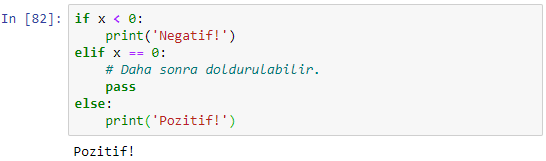 In [82]: if x < 0:
    print('Negatif!')
elif x == 0:
    # Daha sonra doldurulabilir.
    pass
else:
    print('Pozitif!')
Pozitif!